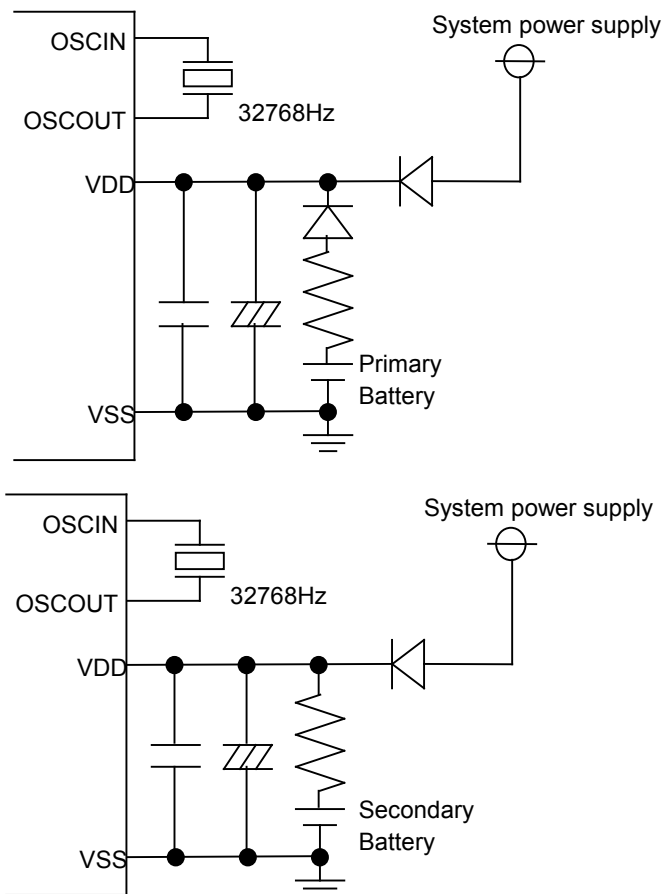 System power supply
OSCIN
OSCOUT
32768Hz
VDD
Primary
Battery
VSS
System power supply
OSCIN
OSCOUT
32768Hz
VDD
Secondary
Battery
VSS